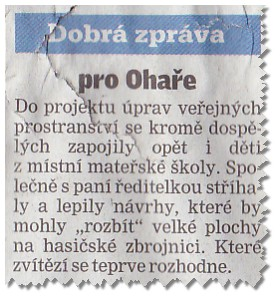 Dobrá zpráva
pro Ohaře
Do projektu úprav veřejných
prostranství se kromě dospě-
lých zapojily opět i děti
z místní mateřské školy. Spo-
lečně s paní ředitelkou stříha-
ly a lepily návrhy, které by
mohly „rozbít“ velké plochy
na hasičské zbrojnici. Které
zvítězí se teprve rozhodne.